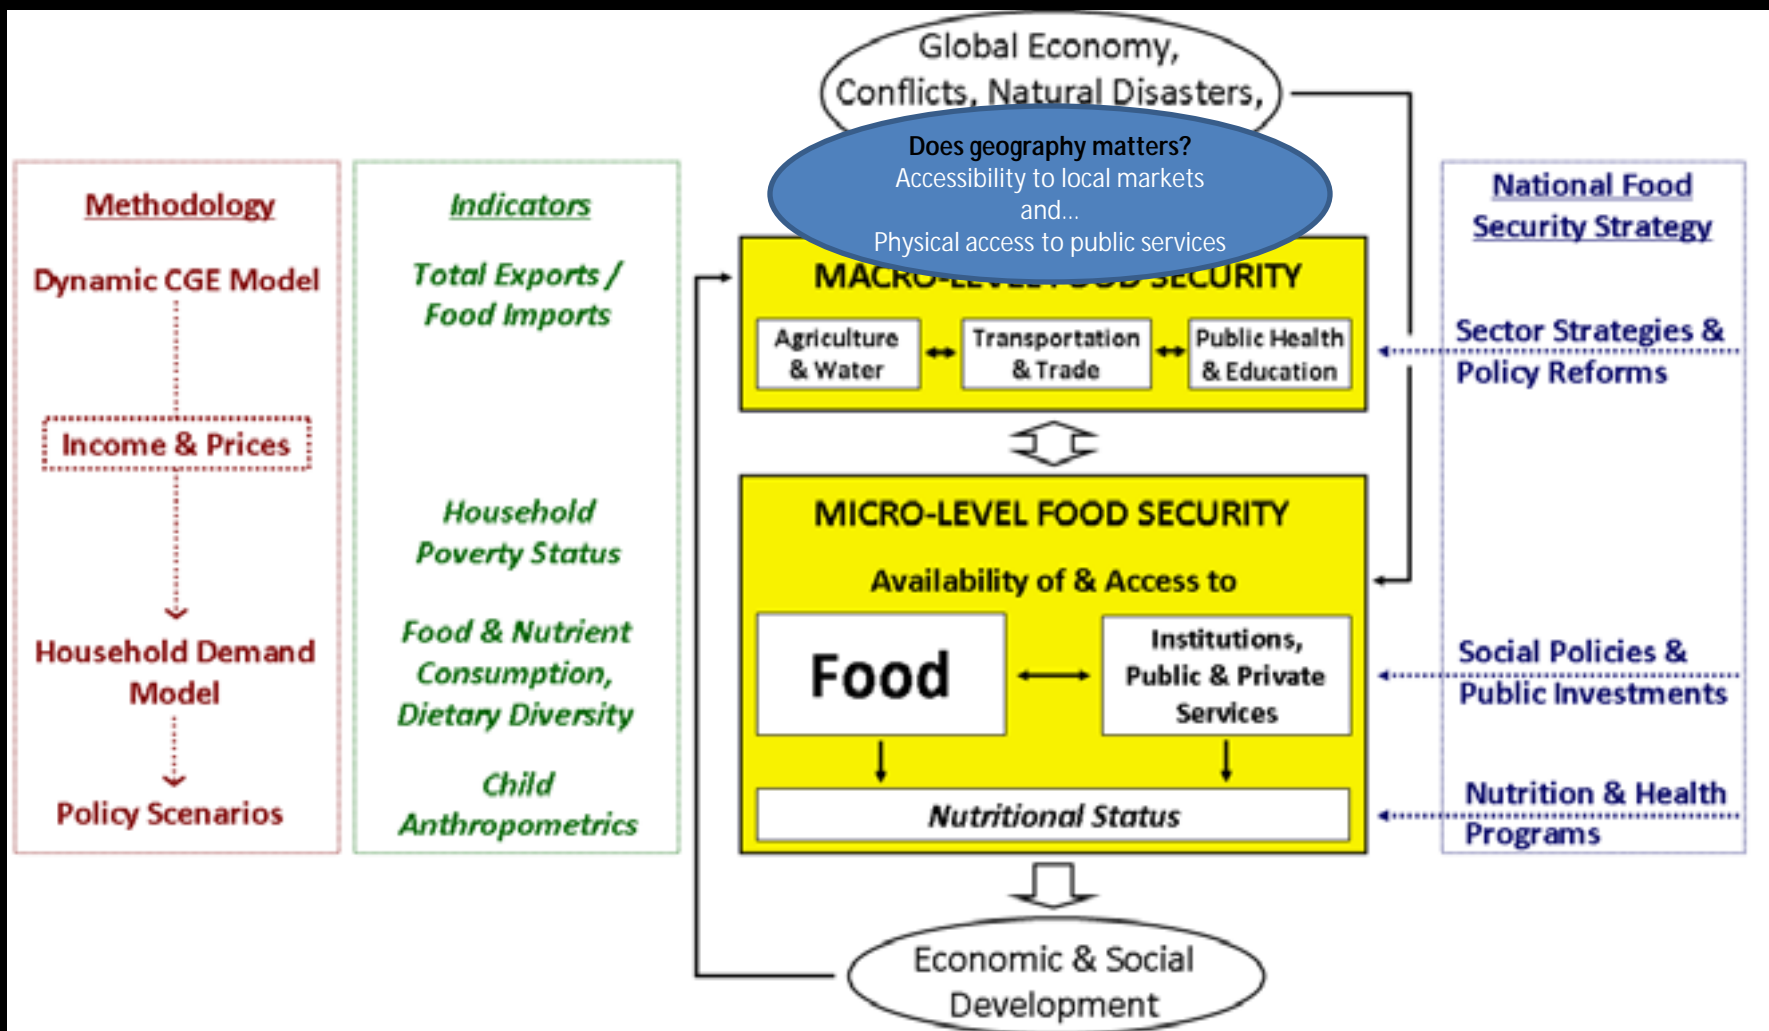 Global Economy,
Conflicts, Natural Disasters,
Does geography matters?
Accessibility to local markets
and...
Physical access to public services
Methodology
Dynamic CGE Model
Income & Prices
Household Demand
Model
Policy Scenarios
Indicators
Total Exports /
Food Imports
Household
Poverty Status
Food & Nutrient
Consumption,
Dietary Diversity
Child
Anthropometrics
MACRO-LEVEL FOOD SECURITY
Agriculture
& Water
Transportation
& Trade
Public Health
& Education
MICRO-LEVEL FOOD SECURITY
Availability of & Access to
Food
Institutions,
Public & Private
Services
Nutritional Status
Economic & Social
Development
National Food
Security Strategy
Sector Strategies &
Policy Reforms
Social Policies &
Public Investments
Nutrition & Health
Programs